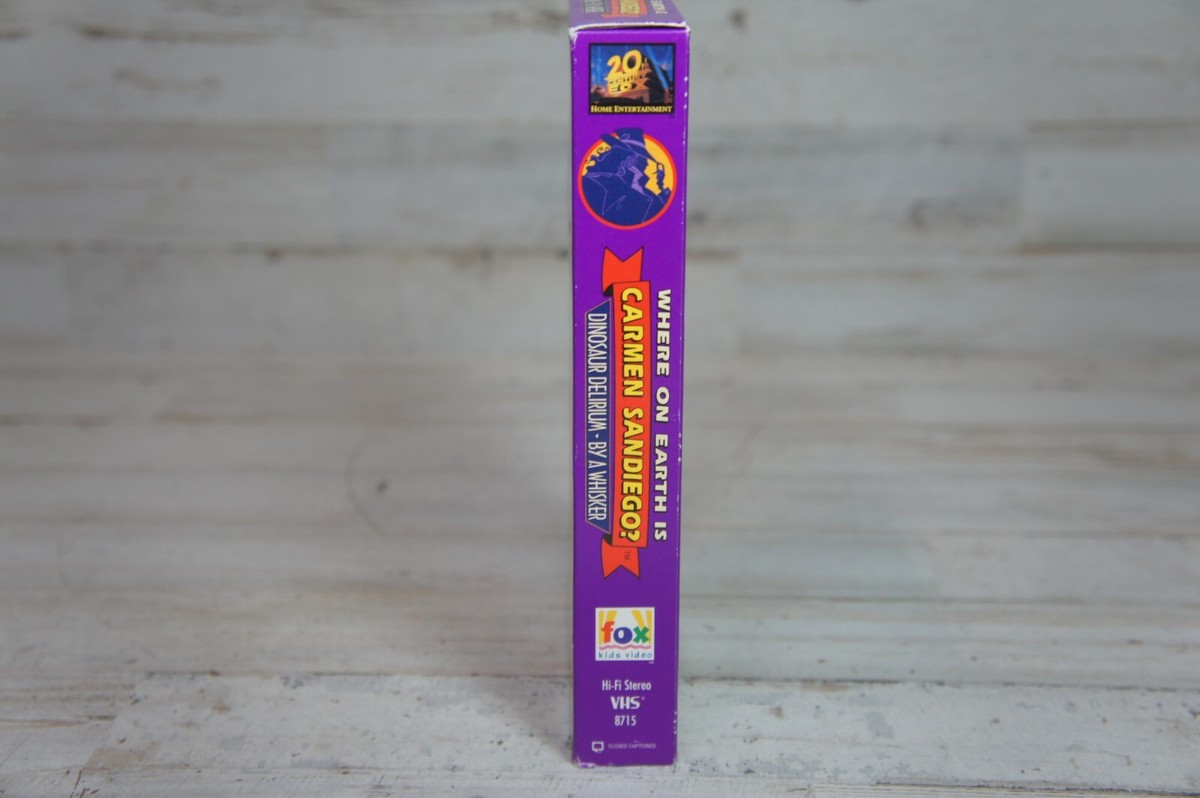 20th
CENTURY
FOX
HOME ENTERTAINMENT
WHERE ON EARTH IS
CARMEN SANDIEGO?
TM
DINOSAUR DELIRIUM • BY A WHISKER
fox
kids video
Hi-Fi Stereo
VHS
8715
CLOSED CAPTIONED